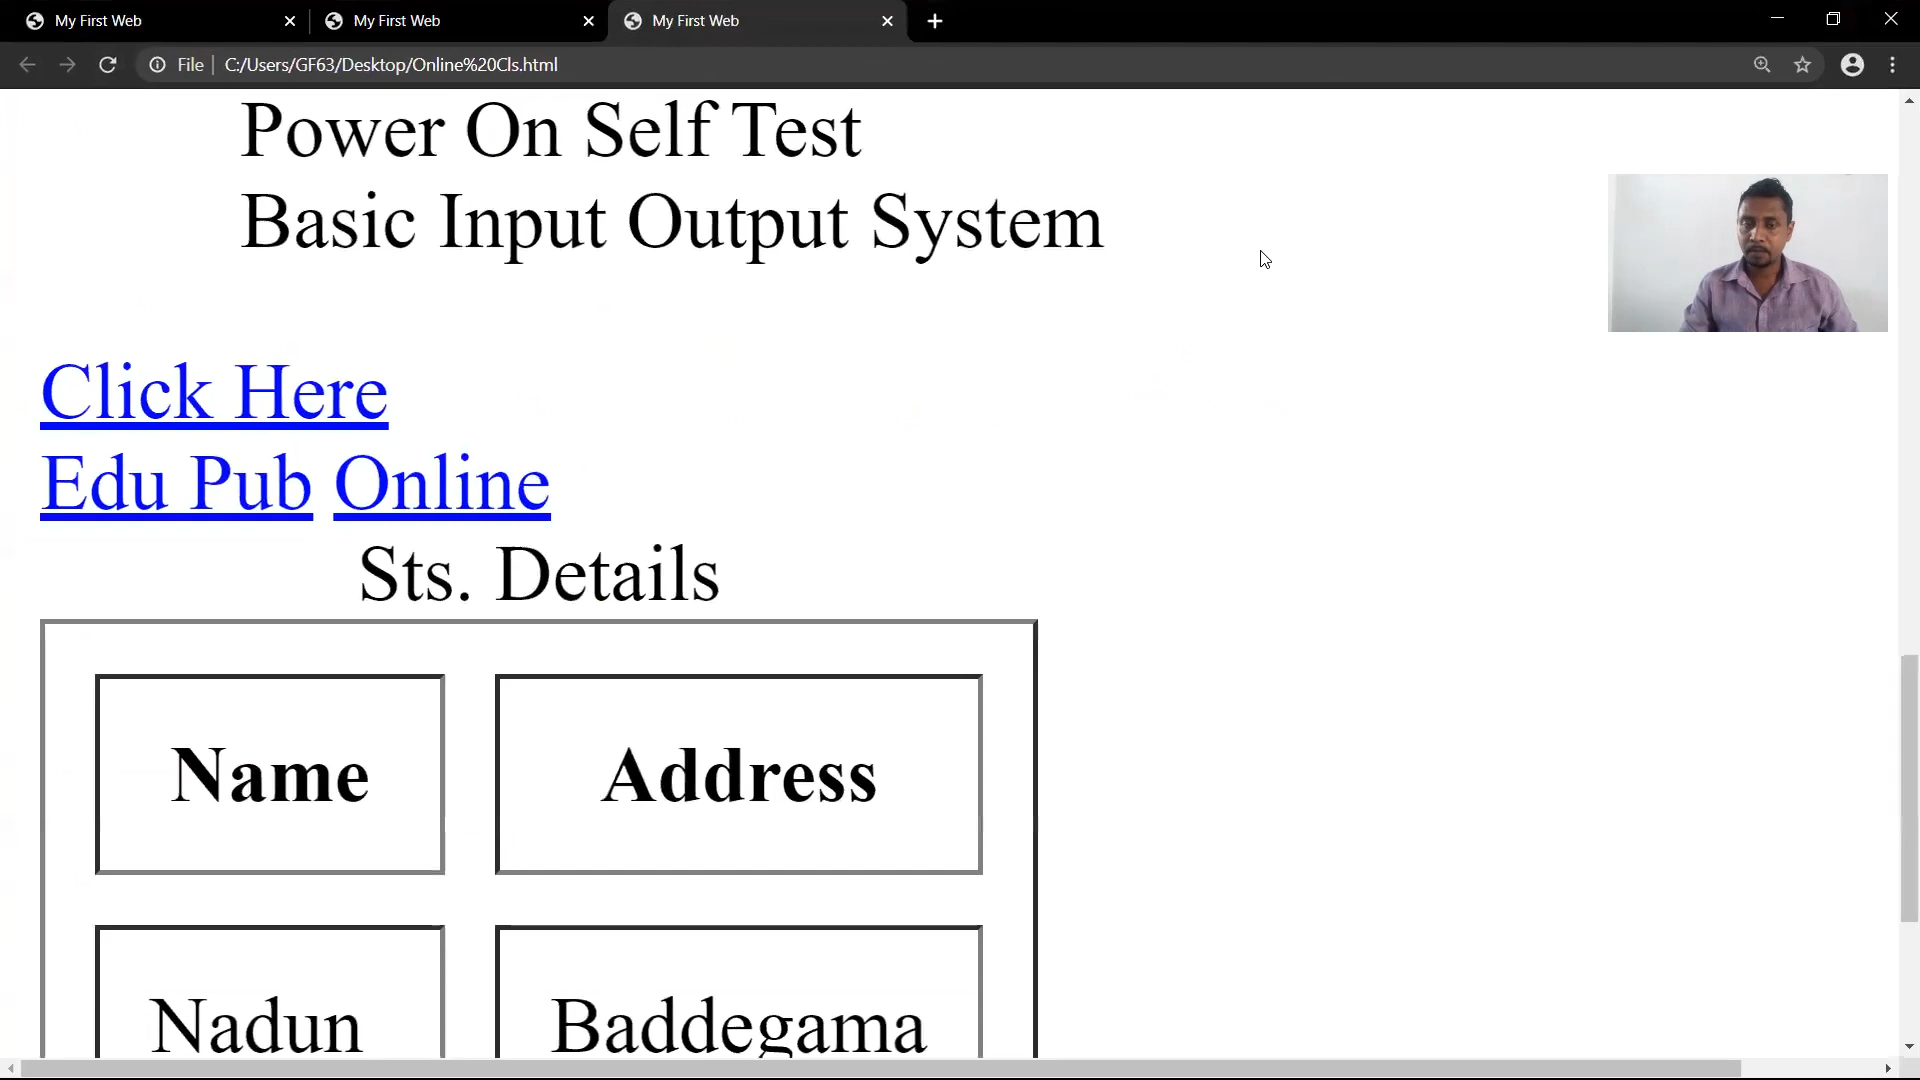 My First Web
My First Web
My First Web
File C:/Users/GF63/Desktop/Online%20Cls.html
Power On Self Test
Basic Input Output System
Click Here
Edu Pub Online
Sts. Details
Name Address
Nadun Baddegama